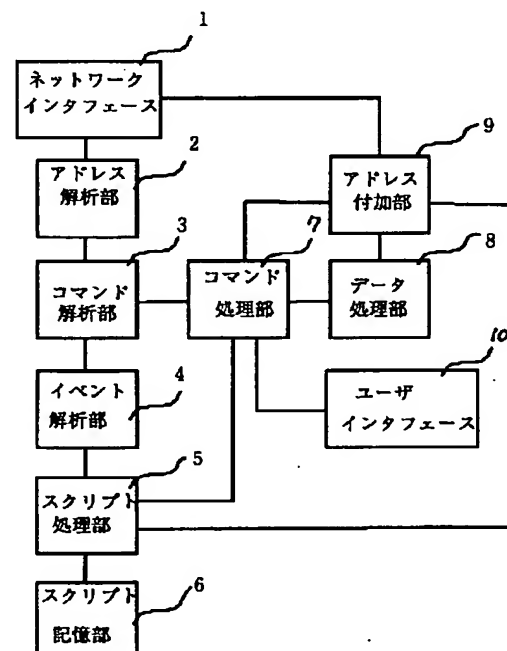 1
ネットワーク
インタフェース
2
アドレス
解析部
9
アドレス
付加部
3
コマンド
解析部
7
コマンド
処理部
8
データ
処理部
4
イベント
解析部
10
ユーザ
インタフェース
5
スクリプト
処理部
6
スクリプト
記憶部